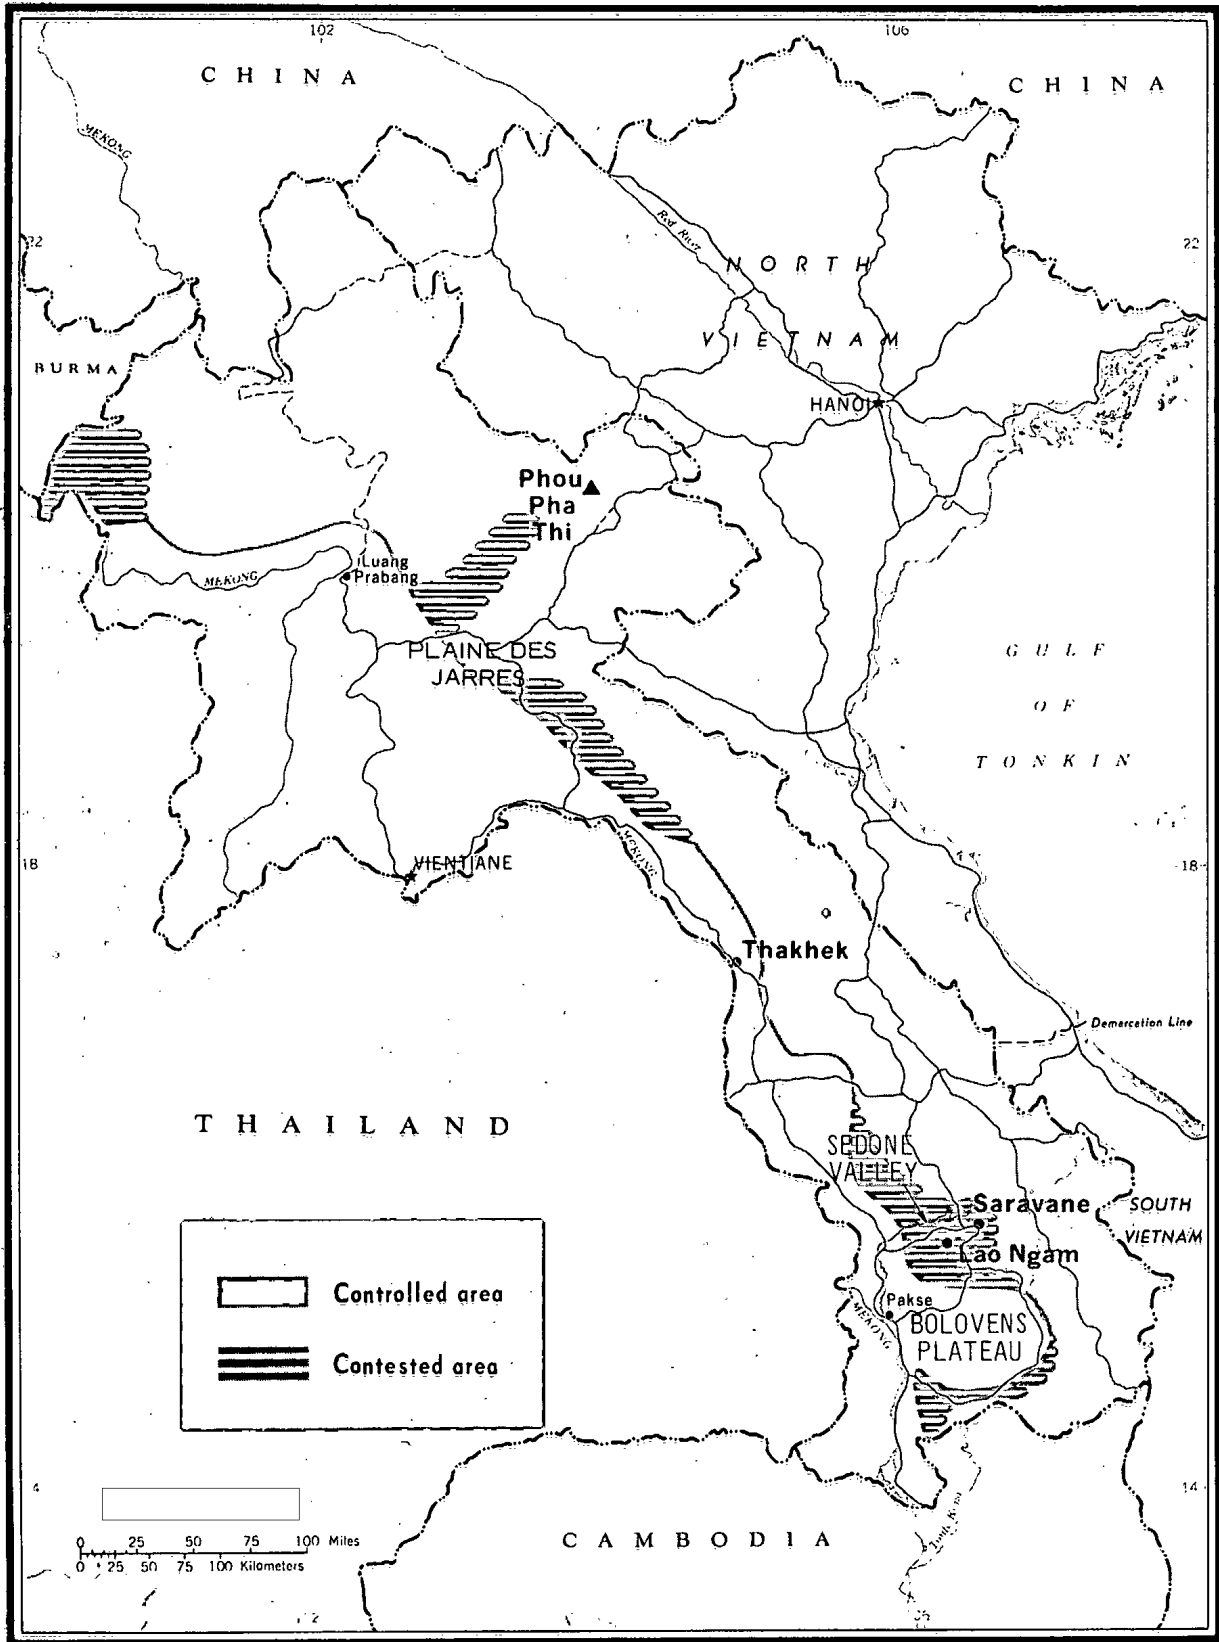 102
106
CHINA
CHINA
MEKONG
Red River
22
22
NORTH
VIETNAM
BURMA
HANOI
Phou
Pha
Thi
Luang
Prabang
MEKONG
PLAINE DES
JARRES
GULF
OF
TONKIN
18
VIENTIANE
MEKONG
18
Thakhek
Demarcation Line
THAILAND
SEDONE
VALLEY
Saravane
SOUTH
VIETNAM
Lao Ngam
Controlled area
Pakse
MEKONG
BOLOVENS
PLATEAU
Contested area
4
14
CAMBODIA
0 25 50 75 100 Miles
0 25 50 75 100 Kilometers